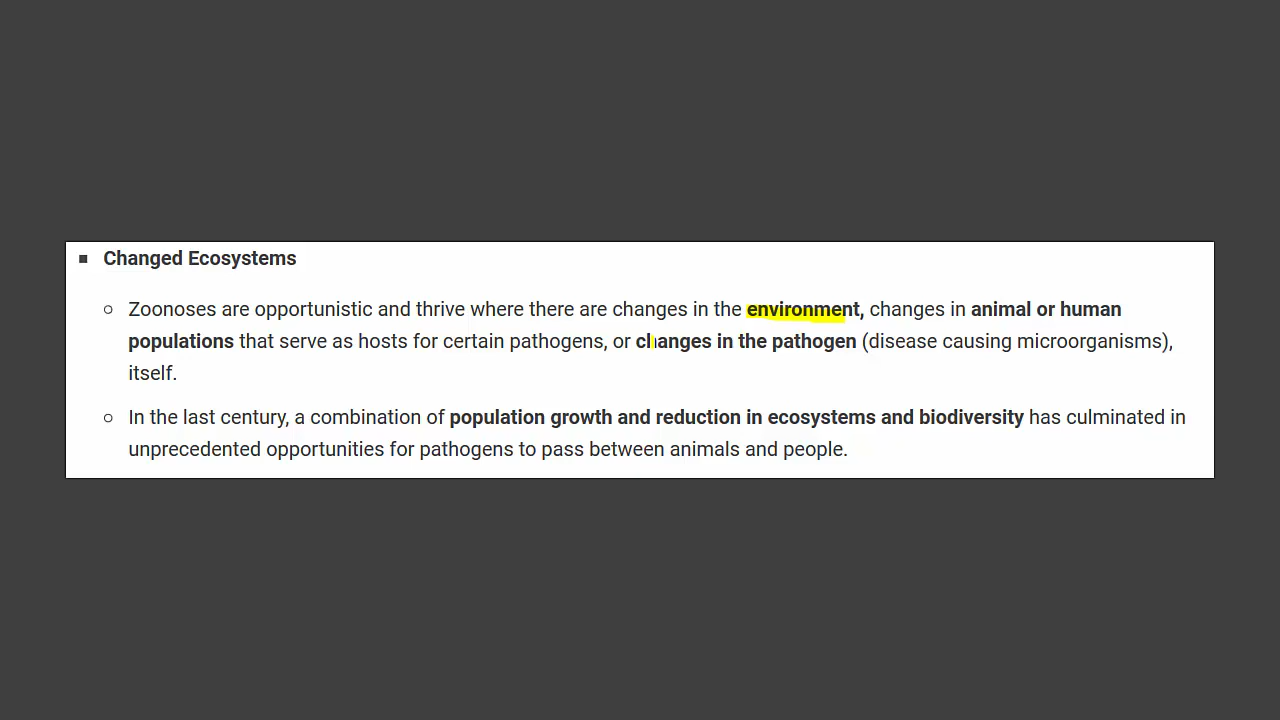 Changed Ecosystems
Zoonoses are opportunistic and thrive where there are changes in the environment, changes in animal or human
populations that serve as hosts for certain pathogens, or changes in the pathogen (disease causing microorganisms),
itself.
In the last century, a combination of population growth and reduction in ecosystems and biodiversity has culminated in
unprecedented opportunities for pathogens to pass between animals and people.